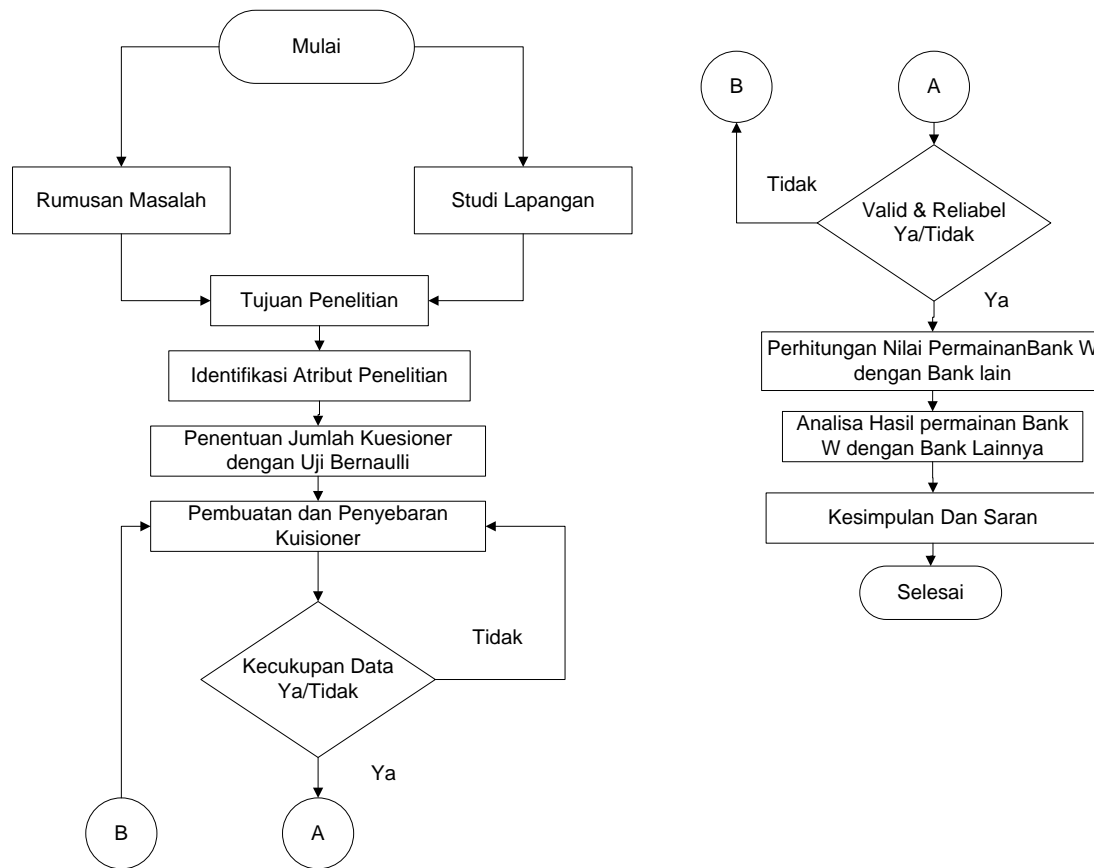 Mulai
Rumusan Masalah
Studi Lapangan
Tujuan Penelitian
Identifikasi Atribut Penelitian
Penentuan Jumlah Kuesioner
dengan Uji Bernaulli
Pembuatan dan Penyebaran
Kuisioner
Tidak
Kecukupan Data
Ya/Tidak
Ya
B
A
B
A
Tidak
Valid & Reliabel
Ya/Tidak
Ya
Perhitungan Nilai PermainanBank W
dengan Bank lain
Analisa Hasil permainan Bank
W dengan Bank Lainnya
Kesimpulan Dan Saran
Selesai